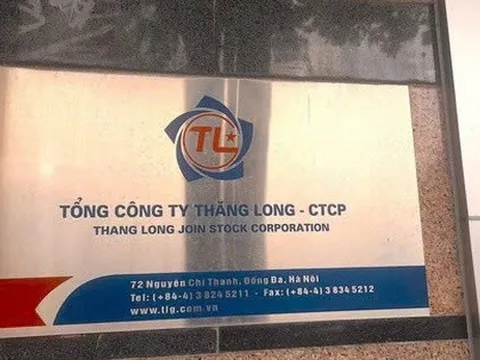 TL
TỔNG CÔNG TY THĂNG LONG - CTCP
THANG LONG JOIN STOCK CORPORATION
72 Nguyễn Chí Thanh, Đống Đa, Hà Nội
Tel: (+84-4) 3 824 5211 - Fax: (+84-4) 3 834 5212
www.tlg.com.vn